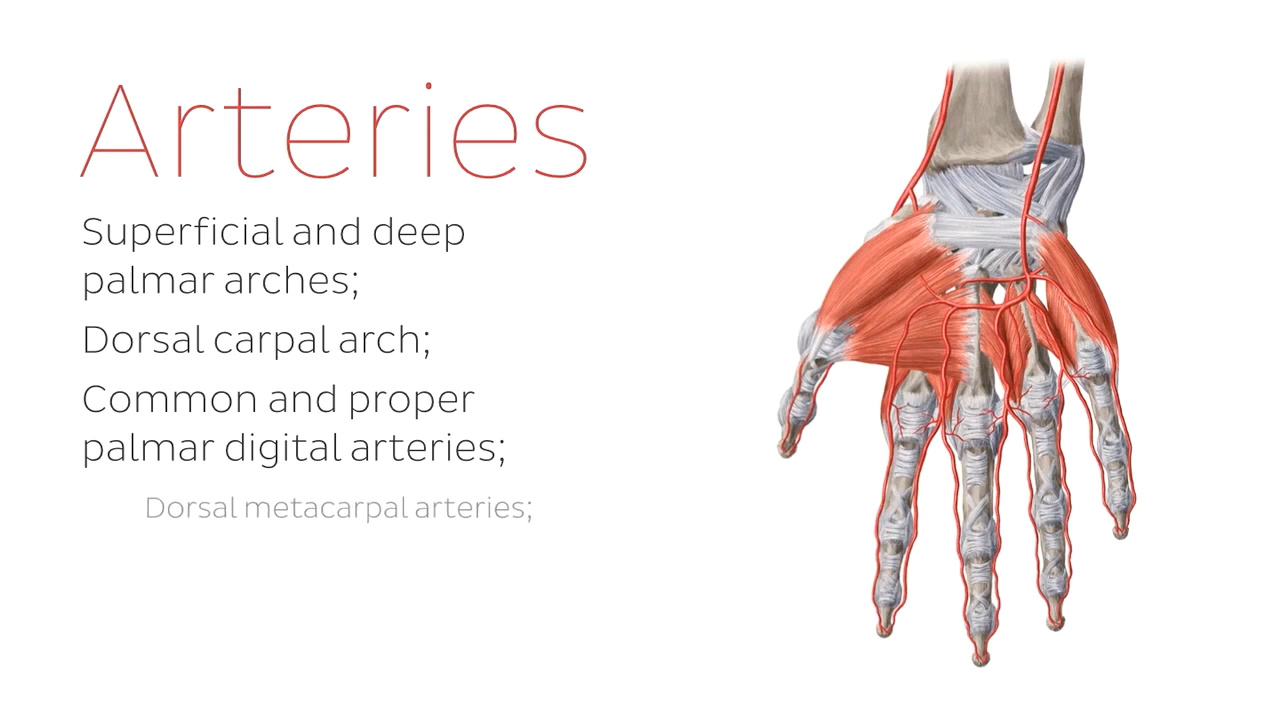 Arteries
Superficial and deep
palmar arches;
Dorsal carpal arch;
Common and proper
palmar digital arteries;
Dorsal metacarpal arteries;